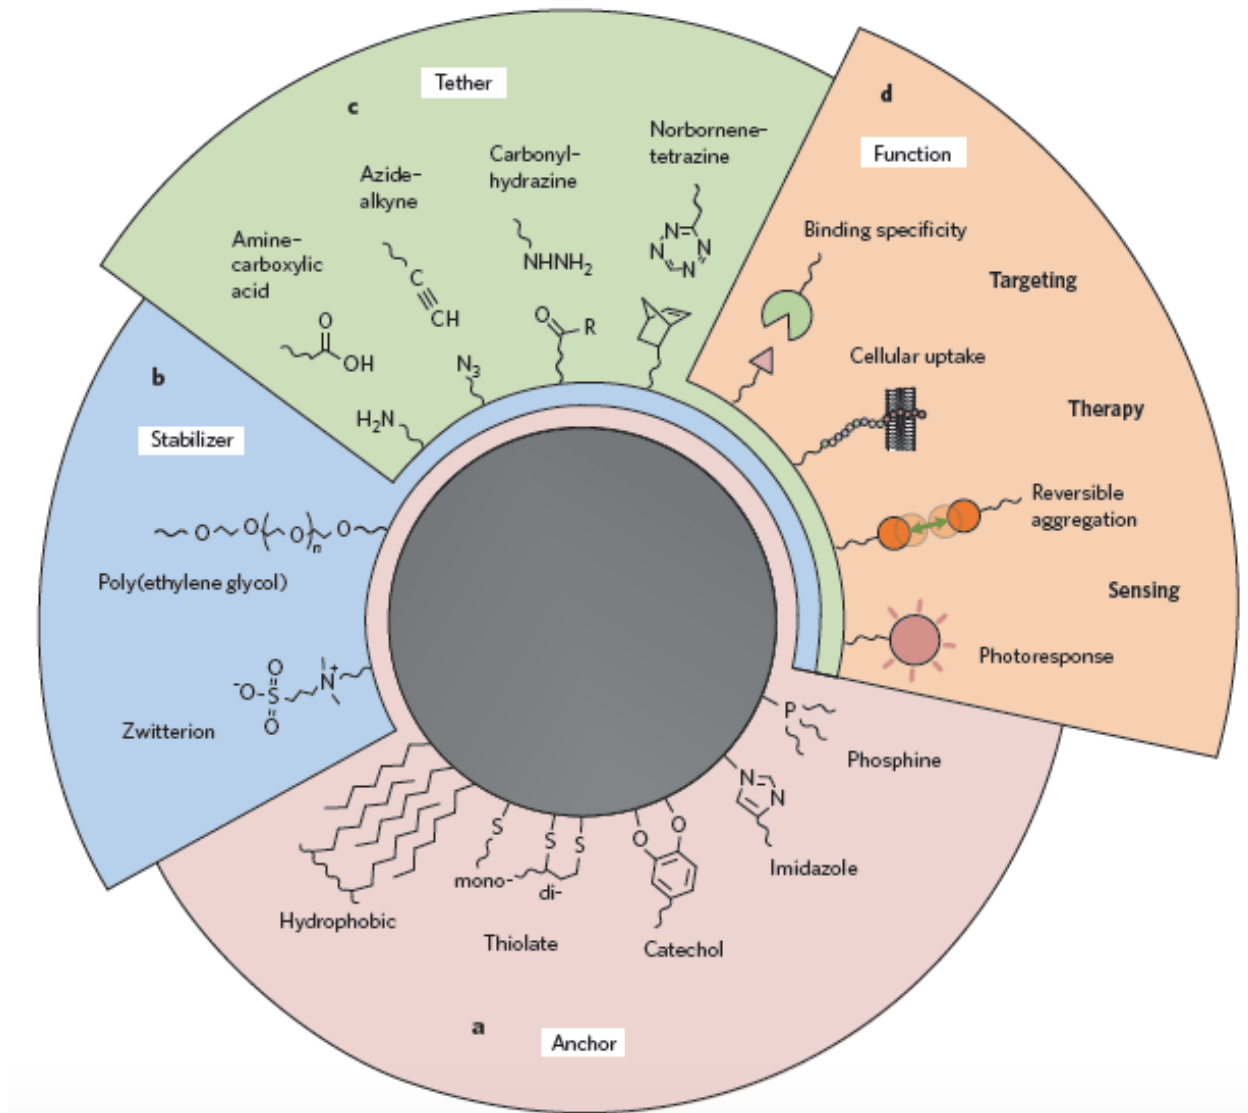 c
Tether
Norbornene-
tetrazine
Carbonyl-
hydrazine
Azide-
alkyne
Amine-
carboxylic
acid
O
OH
H₂N
C
CH
N₃
NHNH₂
O
R
N
N
N
N
d
Function
Binding specificity
Targeting
Cellular uptake
Therapy
Reversible
aggregation
Sensing
Photoresponse
b
Stabilizer
O
O
O
n
O
Poly(ethylene glycol)
O
⁻O
S
N⁺
O
Zwitterion
Hydrophobic
S
S
S
mono-
di-
Thiolate
O
O
Catechol
N
N
Imidazole
P
Phosphine
a
Anchor